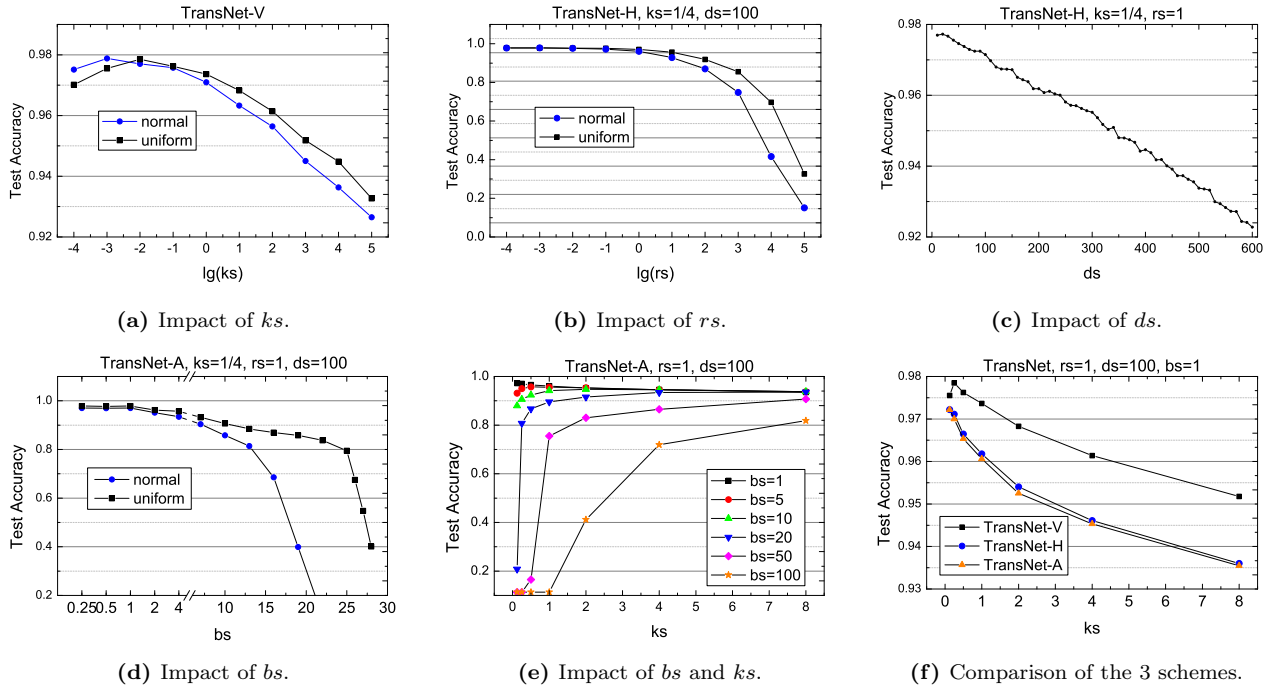 TransNet-V
0.98
0.96
0.94
0.92
-4 -3 -2 -1 0 1 2 3 4 5
normal
uniform
Test Accuracy
lg(ks)
(a) Impact of ks.
TransNet-H, ks=1/4, ds=100
1.0
0.8
0.6
0.4
0.2
0.0
-4 -3 -2 -1 0 1 2 3 4 5
normal
uniform
Test Accuracy
lg(rs)
(b) Impact of rs.
TransNet-H, ks=1/4, rs=1
0.98
0.96
0.94
0.92
0 100 200 300 400 500 600
Test Accuracy
ds
(c) Impact of ds.
TransNet-A, ks=1/4, rs=1, ds=100
1.0
0.8
0.6
0.4
0.2
0.25 0.5 1 2 4 10 15 20 25 30
normal
uniform
Test Accuracy
bs
(d) Impact of bs.
TransNet-A, rs=1, ds=100
1.0
0.8
0.6
0.4
0.2
0 1 2 3 4 5 6 7 8
bs=1
bs=5
bs=10
bs=20
bs=50
bs=100
Test Accuracy
ks
(e) Impact of bs and ks.
TransNet, rs=1, ds=100, bs=1
0.98
0.97
0.96
0.95
0.94
0.93
0 1 2 3 4 5 6 7 8
TransNet-V
TransNet-H
TransNet-A
Test Accuracy
ks
(f) Comparison of the 3 schemes.